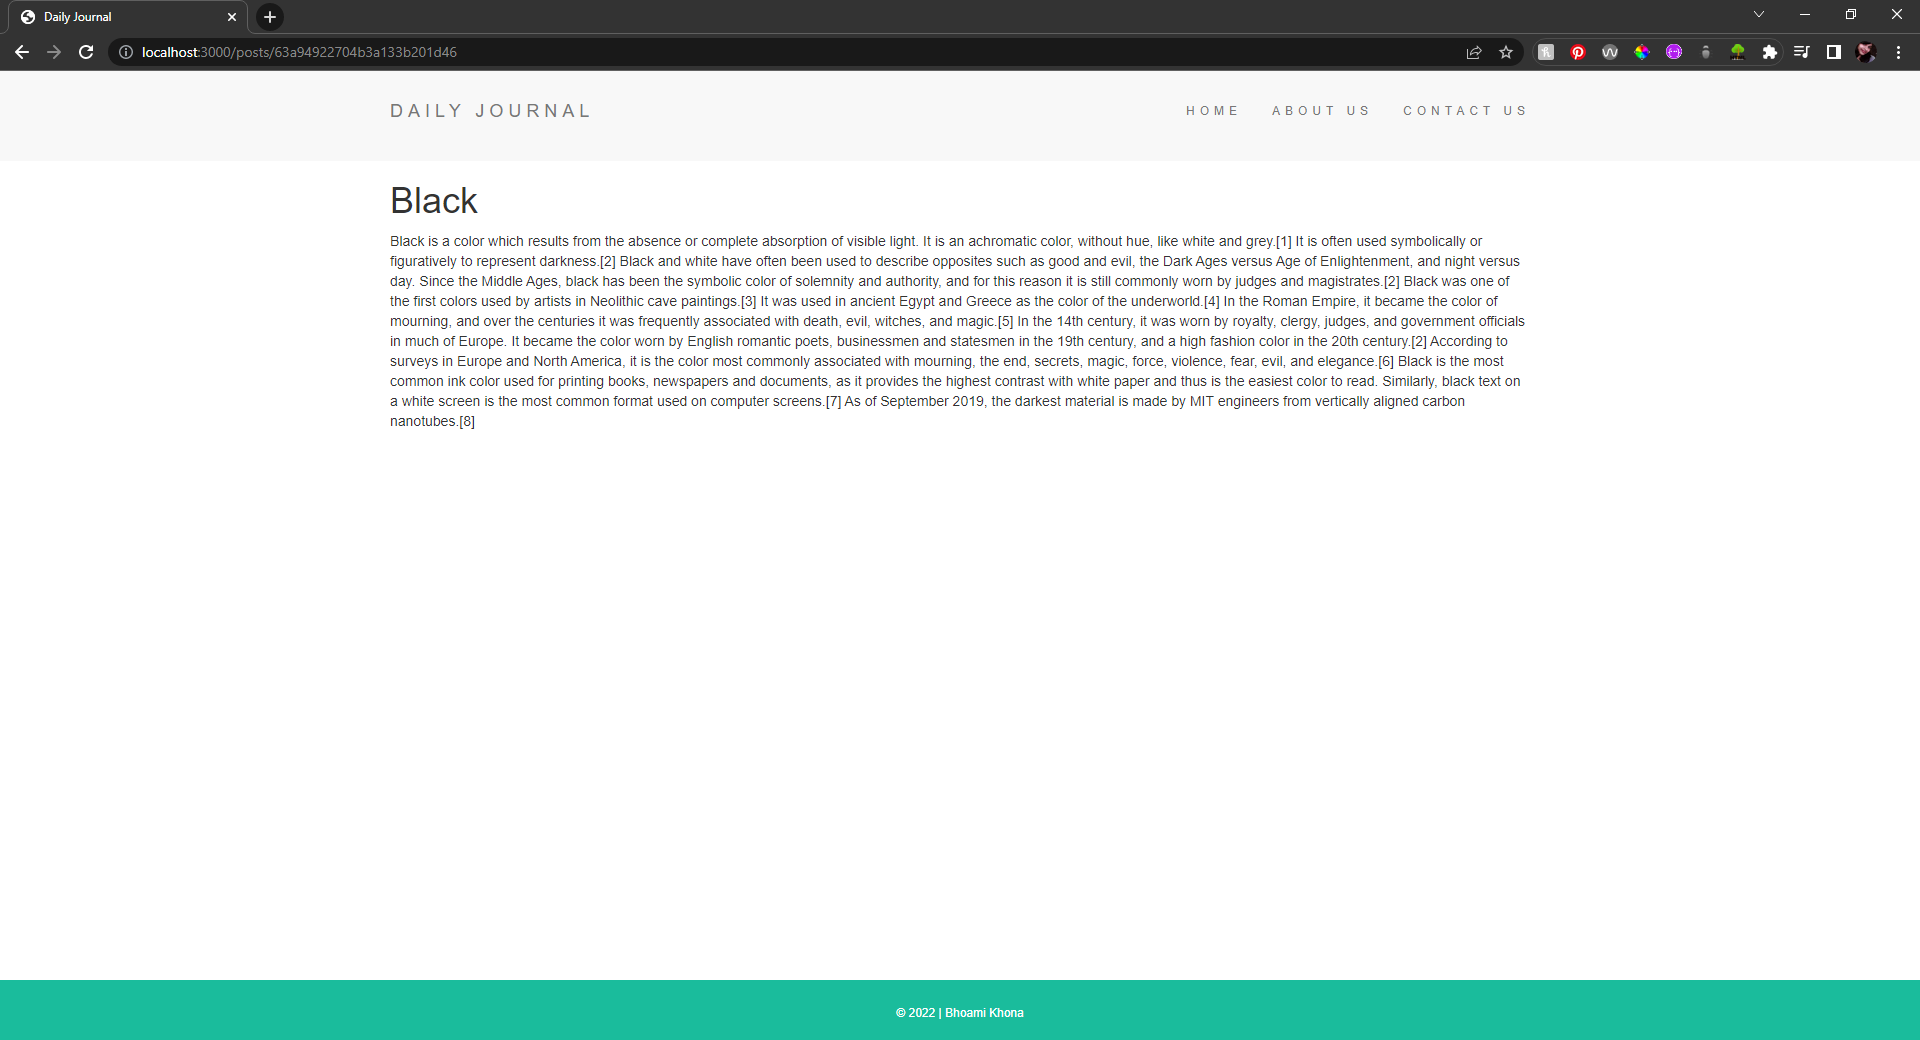 Daily Journal
localhost:3000/posts/63a94922704b3a133b201d46
DAILY JOURNAL
HOME ABOUT US CONTACT US
Black
Black is a color which results from the absence or complete absorption of visible light. It is an achromatic color, without hue, like white and grey.[1] It is often used symbolically or
figuratively to represent darkness.[2] Black and white have often been used to describe opposites such as good and evil, the Dark Ages versus Age of Enlightenment, and night versus
day. Since the Middle Ages, black has been the symbolic color of solemnity and authority, and for this reason it is still commonly worn by judges and magistrates.[2] Black was one of
the first colors used by artists in Neolithic cave paintings.[3] It was used in ancient Egypt and Greece as the color of the underworld.[4] In the Roman Empire, it became the color of
mourning, and over the centuries it was frequently associated with death, evil, witches, and magic.[5] In the 14th century, it was worn by royalty, clergy, judges, and government officials
in much of Europe. It became the color worn by English romantic poets, businessmen and statesmen in the 19th century, and a high fashion color in the 20th century.[2] According to
surveys in Europe and North America, it is the color most commonly associated with mourning, the end, secrets, magic, force, violence, fear, evil, and elegance.[6] Black is the most
common ink color used for printing books, newspapers and documents, as it provides the highest contrast with white paper and thus is the easiest color to read. Similarly, black text on
a white screen is the most common format used on computer screens.[7] As of September 2019, the darkest material is made by MIT engineers from vertically aligned carbon
nanotubes.[8]
© 2022 | Bhoami Khona